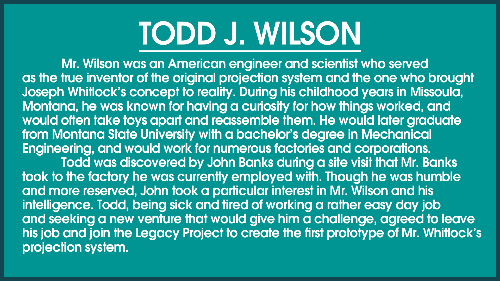 TODD J. WILSON
Mr. Wilson was an American engineer and scientist who served
as the true inventor of the original projection system and the one who brought
Joseph Whitlock's concept to reality. During his childhood years in Missoula,
Montana, he was known for having a curiosity for how things worked, and
would often take toys apart and reassemble them. He would later graduate
from Montana State University with a bachelor's degree in Mechanical
Engineering, and would work for numerous factories and corporations.
Todd was discovered by John Banks during a site visit that Mr. Banks
took to the factory he was currently employed with. Though he was humble
and more reserved, John took a particular interest in Mr. Wilson and his
intelligence. Todd, being sick and tired of working a rather easy day job
and seeking a new venture that would give him a challenge, agreed to leave
his job and join the Legacy Project to create the first prototype of Mr. Whitlock's
projection system.